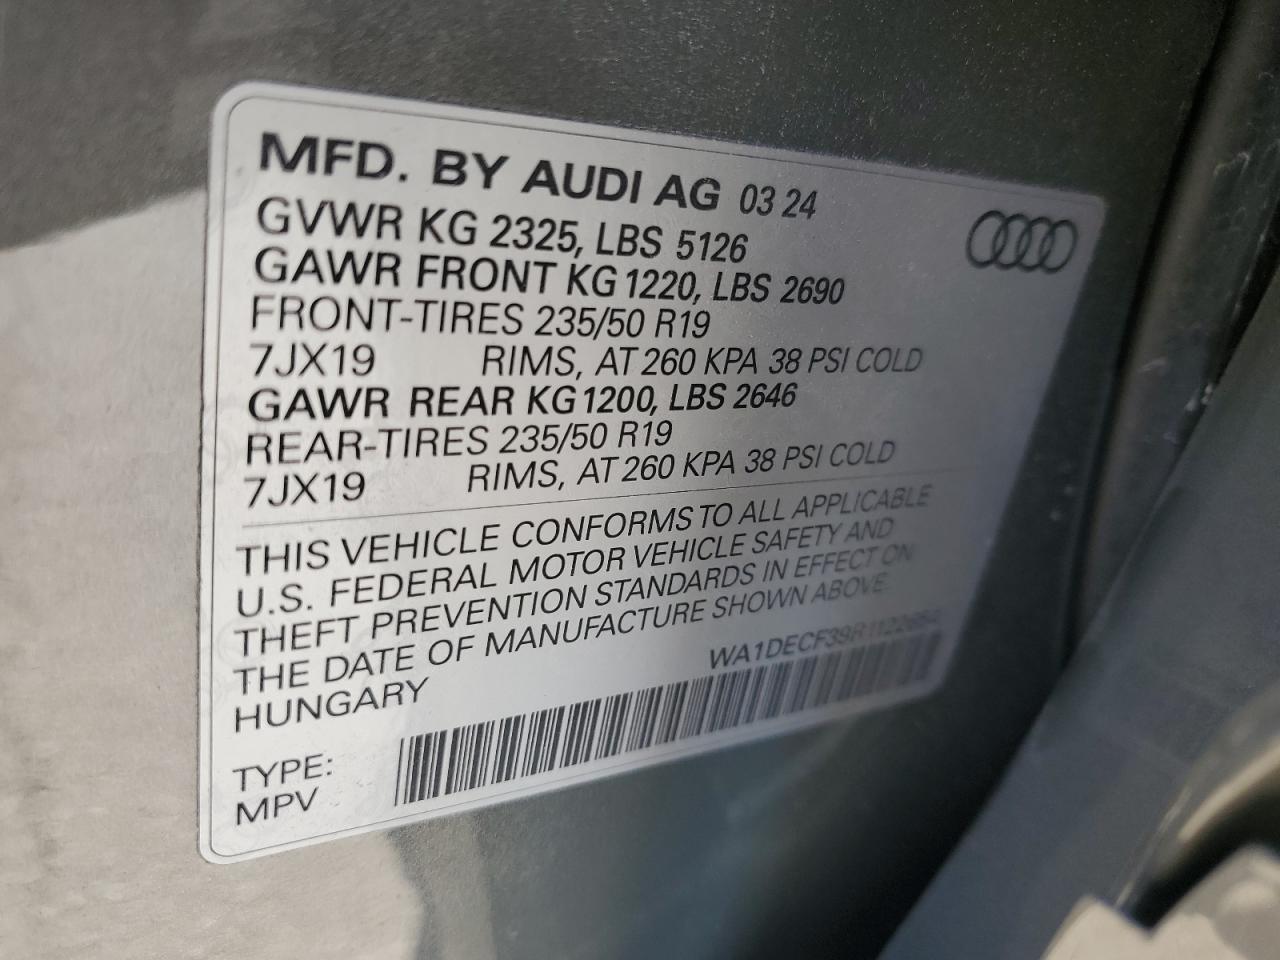 MFD. BY AUDI AG 03 24
GVWR KG 2325, LBS 5126
GAWR FRONT KG 1220, LBS 2690
FRONT-TIRES 235/50 R19
7JX19 RIMS, AT 260 KPA 38 PSI COLD
GAWR REAR KG 1200, LBS 2646
REAR-TIRES 235/50 R19
7JX19 RIMS, AT 260 KPA 38 PSI COLD
THIS VEHICLE CONFORMS TO ALL APPLICABLE
U.S. FEDERAL MOTOR VEHICLE SAFETY AND
THEFT PREVENTION STANDARDS IN EFFECT ON
THE DATE OF MANUFACTURE SHOWN ABOVE.
HUNGARY
TYPE:
MPV